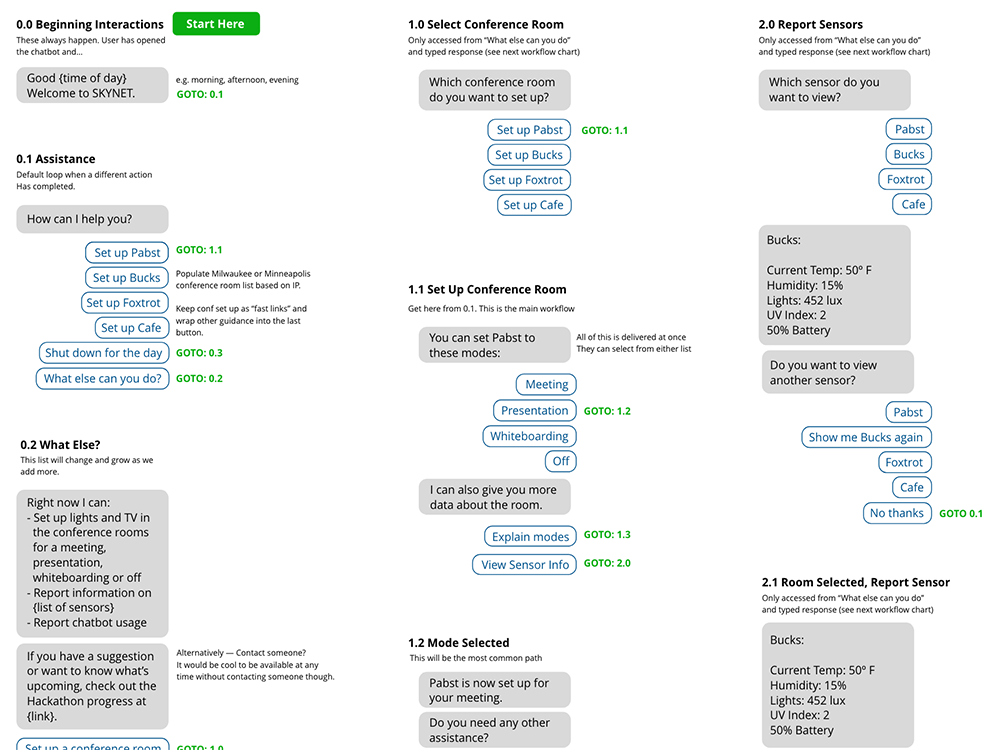 0.0 Beginning Interactions
Start Here
These always happen. User has opened
the chatbot and...
Good {time of day}
Welcome to SKYNET.
e.g. morning, afternoon, evening
GOTO: 0.1
0.1 Assistance
Default loop when a different action
Has completed.
How can I help you?
Set up Pabst
GOTO: 1.1
Set up Bucks
Populate Milwaukee or Minneapolis
conference room list based on IP.
Set up Foxtrot
Keep conf set up as “fast links” and
wrap other guidance into the last
button.
Set up Cafe
Shut down for the day
GOTO: 0.3
What else can you do?
GOTO: 0.2
0.2 What Else?
This list will change and grow as we
add more.
Right now I can:
- Set up lights and TV in
the conference rooms
for a meeting,
presentation,
whiteboarding or off
- Report information on
{list of sensors}
- Report chatbot usage
If you have a suggestion
or want to know what’s
upcoming, check out the
Hackathon progress at
{link}.
Alternatively — Contact someone?
It would be cool to be available at any
time without contacting someone though.
Set up a conference room
GOTO: 1.0
1.0 Select Conference Room
Only accessed from “What else can you do”
and typed response (see next workflow chart)
Which conference room
do you want to set up?
Set up Pabst
GOTO: 1.1
Set up Bucks
Set up Foxtrot
Set up Cafe
1.1 Set Up Conference Room
Get here from 0.1. This is the main workflow
You can set Pabst to
these modes:
All of this is delivered at once
They can select from either list
Meeting
Presentation
GOTO: 1.2
Whiteboarding
Off
I can also give you more
data about the room.
Explain modes
GOTO: 1.3
View Sensor Info
GOTO: 2.0
1.2 Mode Selected
This will be the most common path
Pabst is now set up for
your meeting.
Do you need any other
assistance?
2.0 Report Sensors
Only accessed from “What else can you do”
and typed response (see next workflow chart)
Which sensor do you
want to view?
Pabst
Bucks
Foxtrot
Cafe
Bucks:
Current Temp: 50° F
Humidity: 15%
Lights: 452 lux
UV Index: 2
50% Battery
Do you want to view
another sensor?
Pabst
Show me Bucks again
Foxtrot
Cafe
No thanks
GOTO 0.1
2.1 Room Selected, Report Sensor
Only accessed from “What else can you do”
and typed response (see next workflow chart)
Bucks:
Current Temp: 50° F
Humidity: 15%
Lights: 452 lux
UV Index: 2
50% Battery